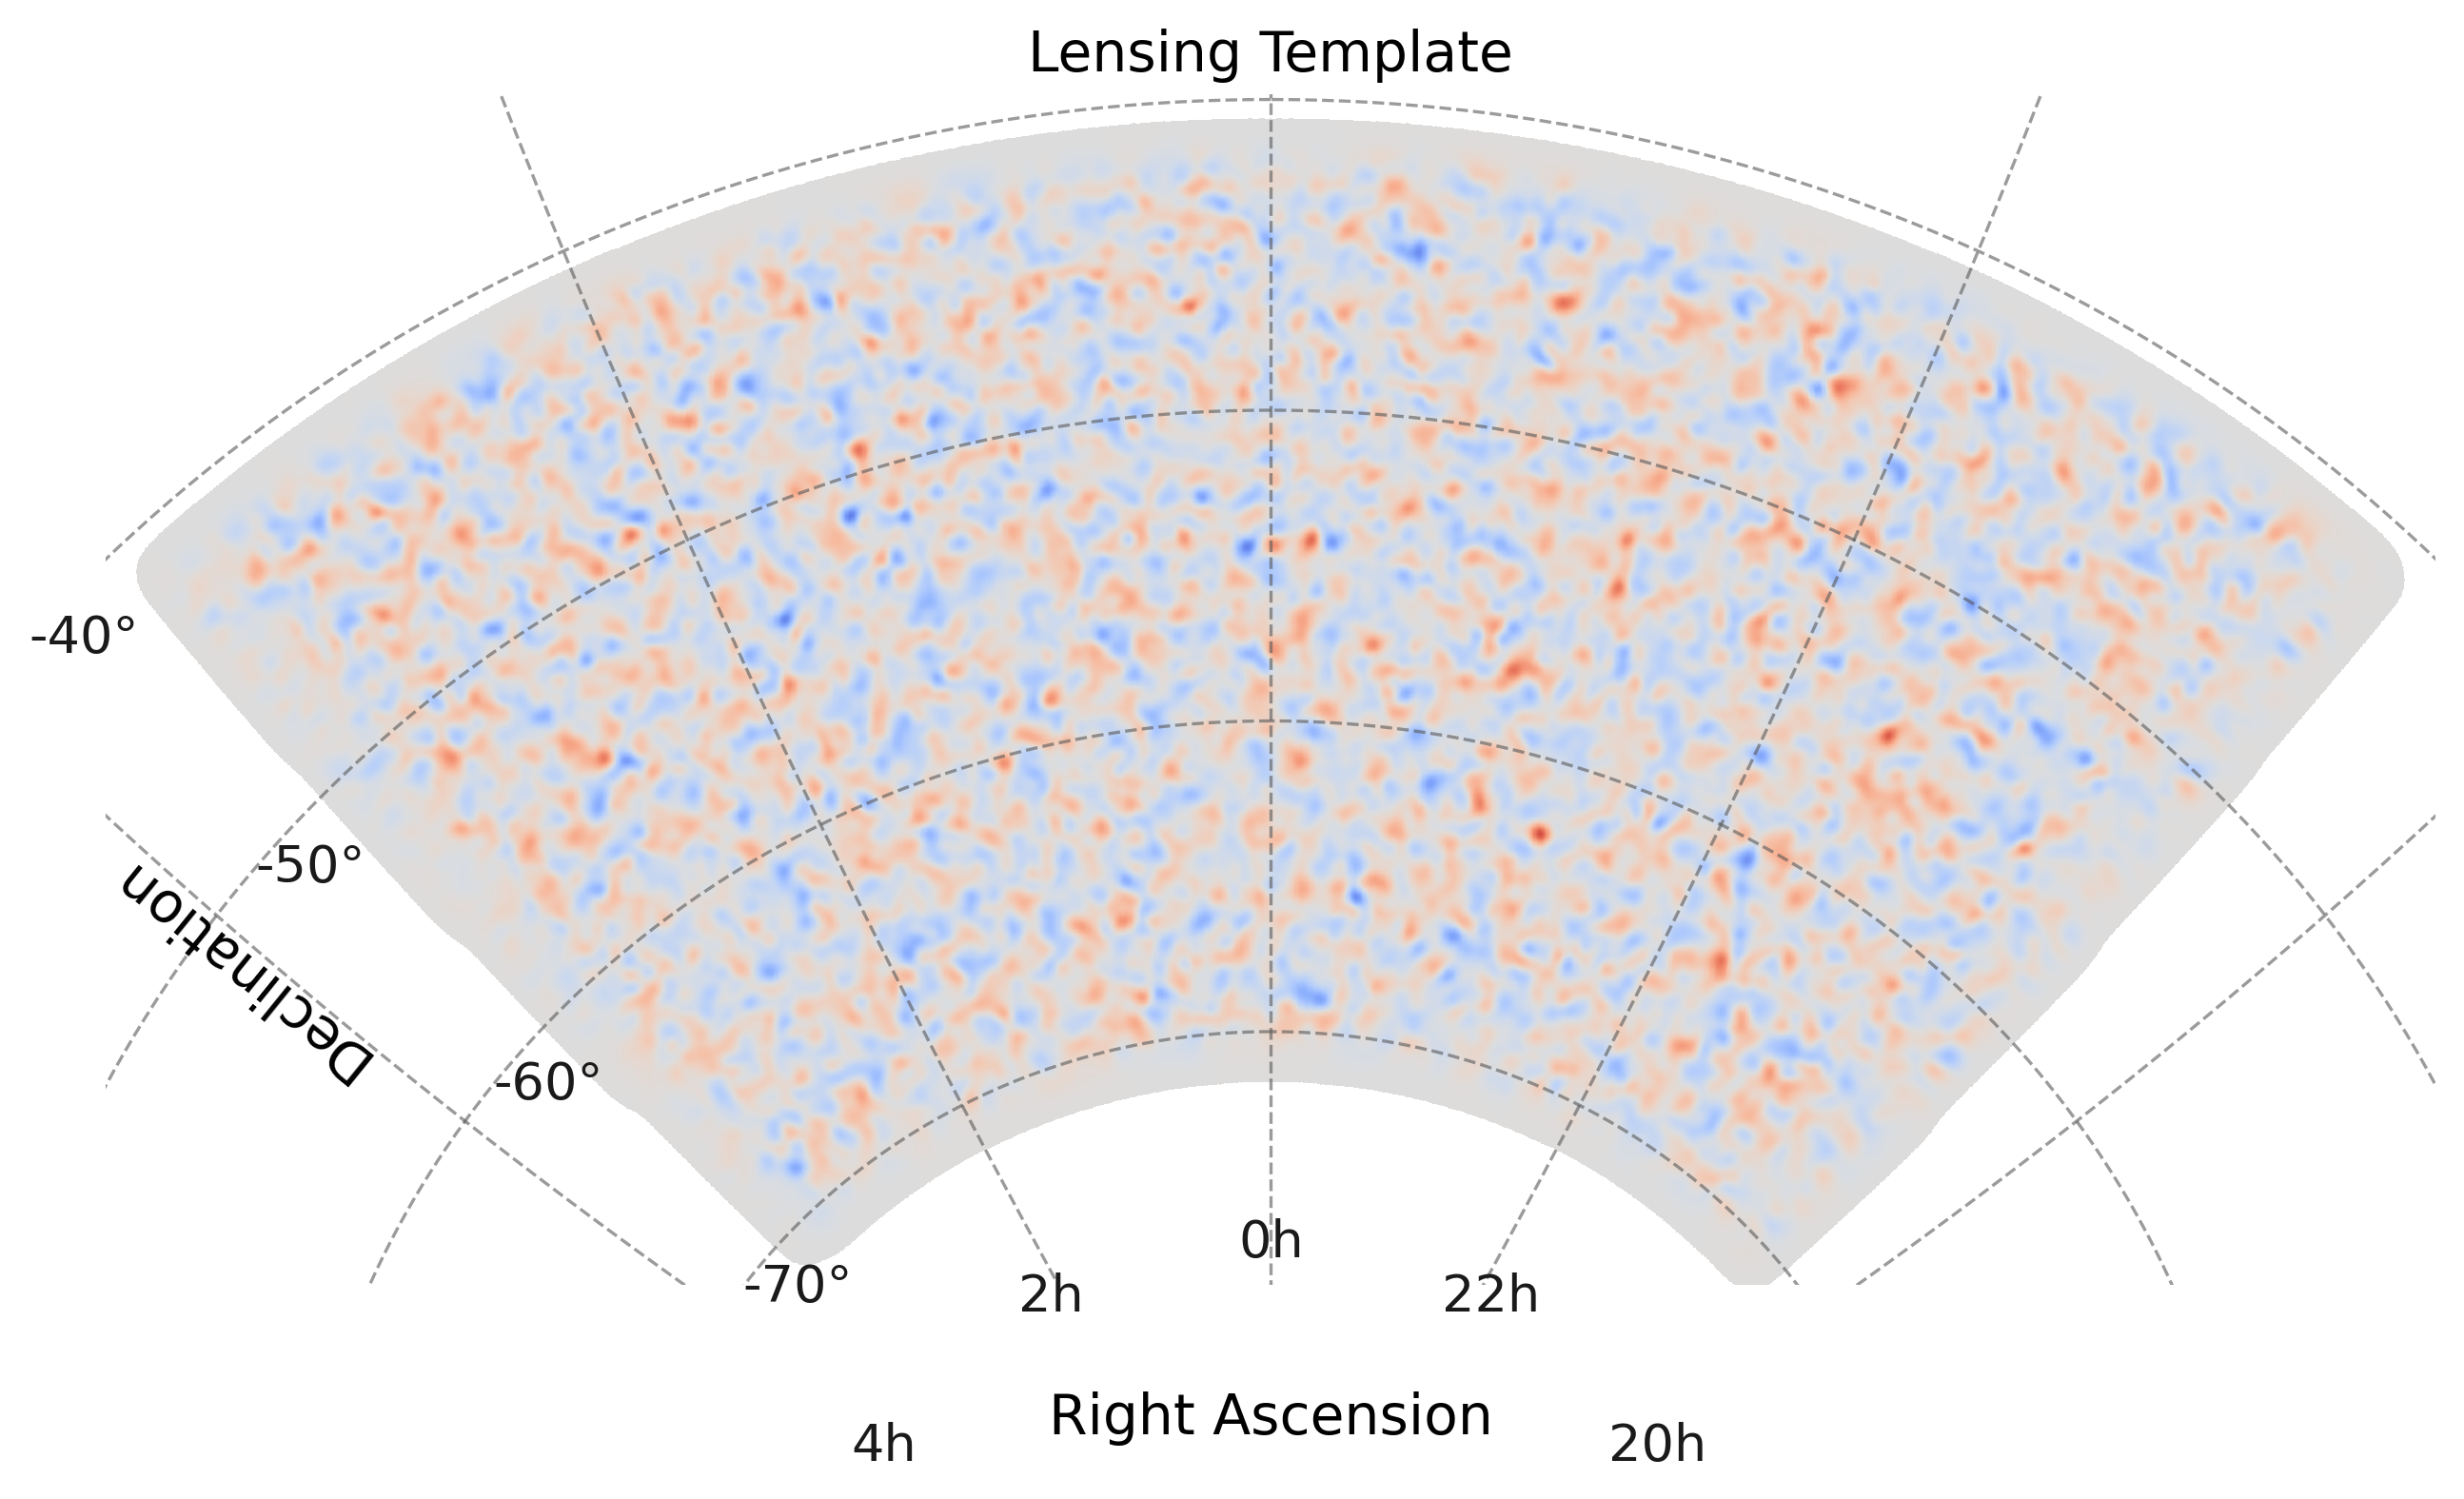 Lensing Template
-40°
-50°
Declination
-60°
-70°
0h
2h
22h
Right Ascension
4h
20h